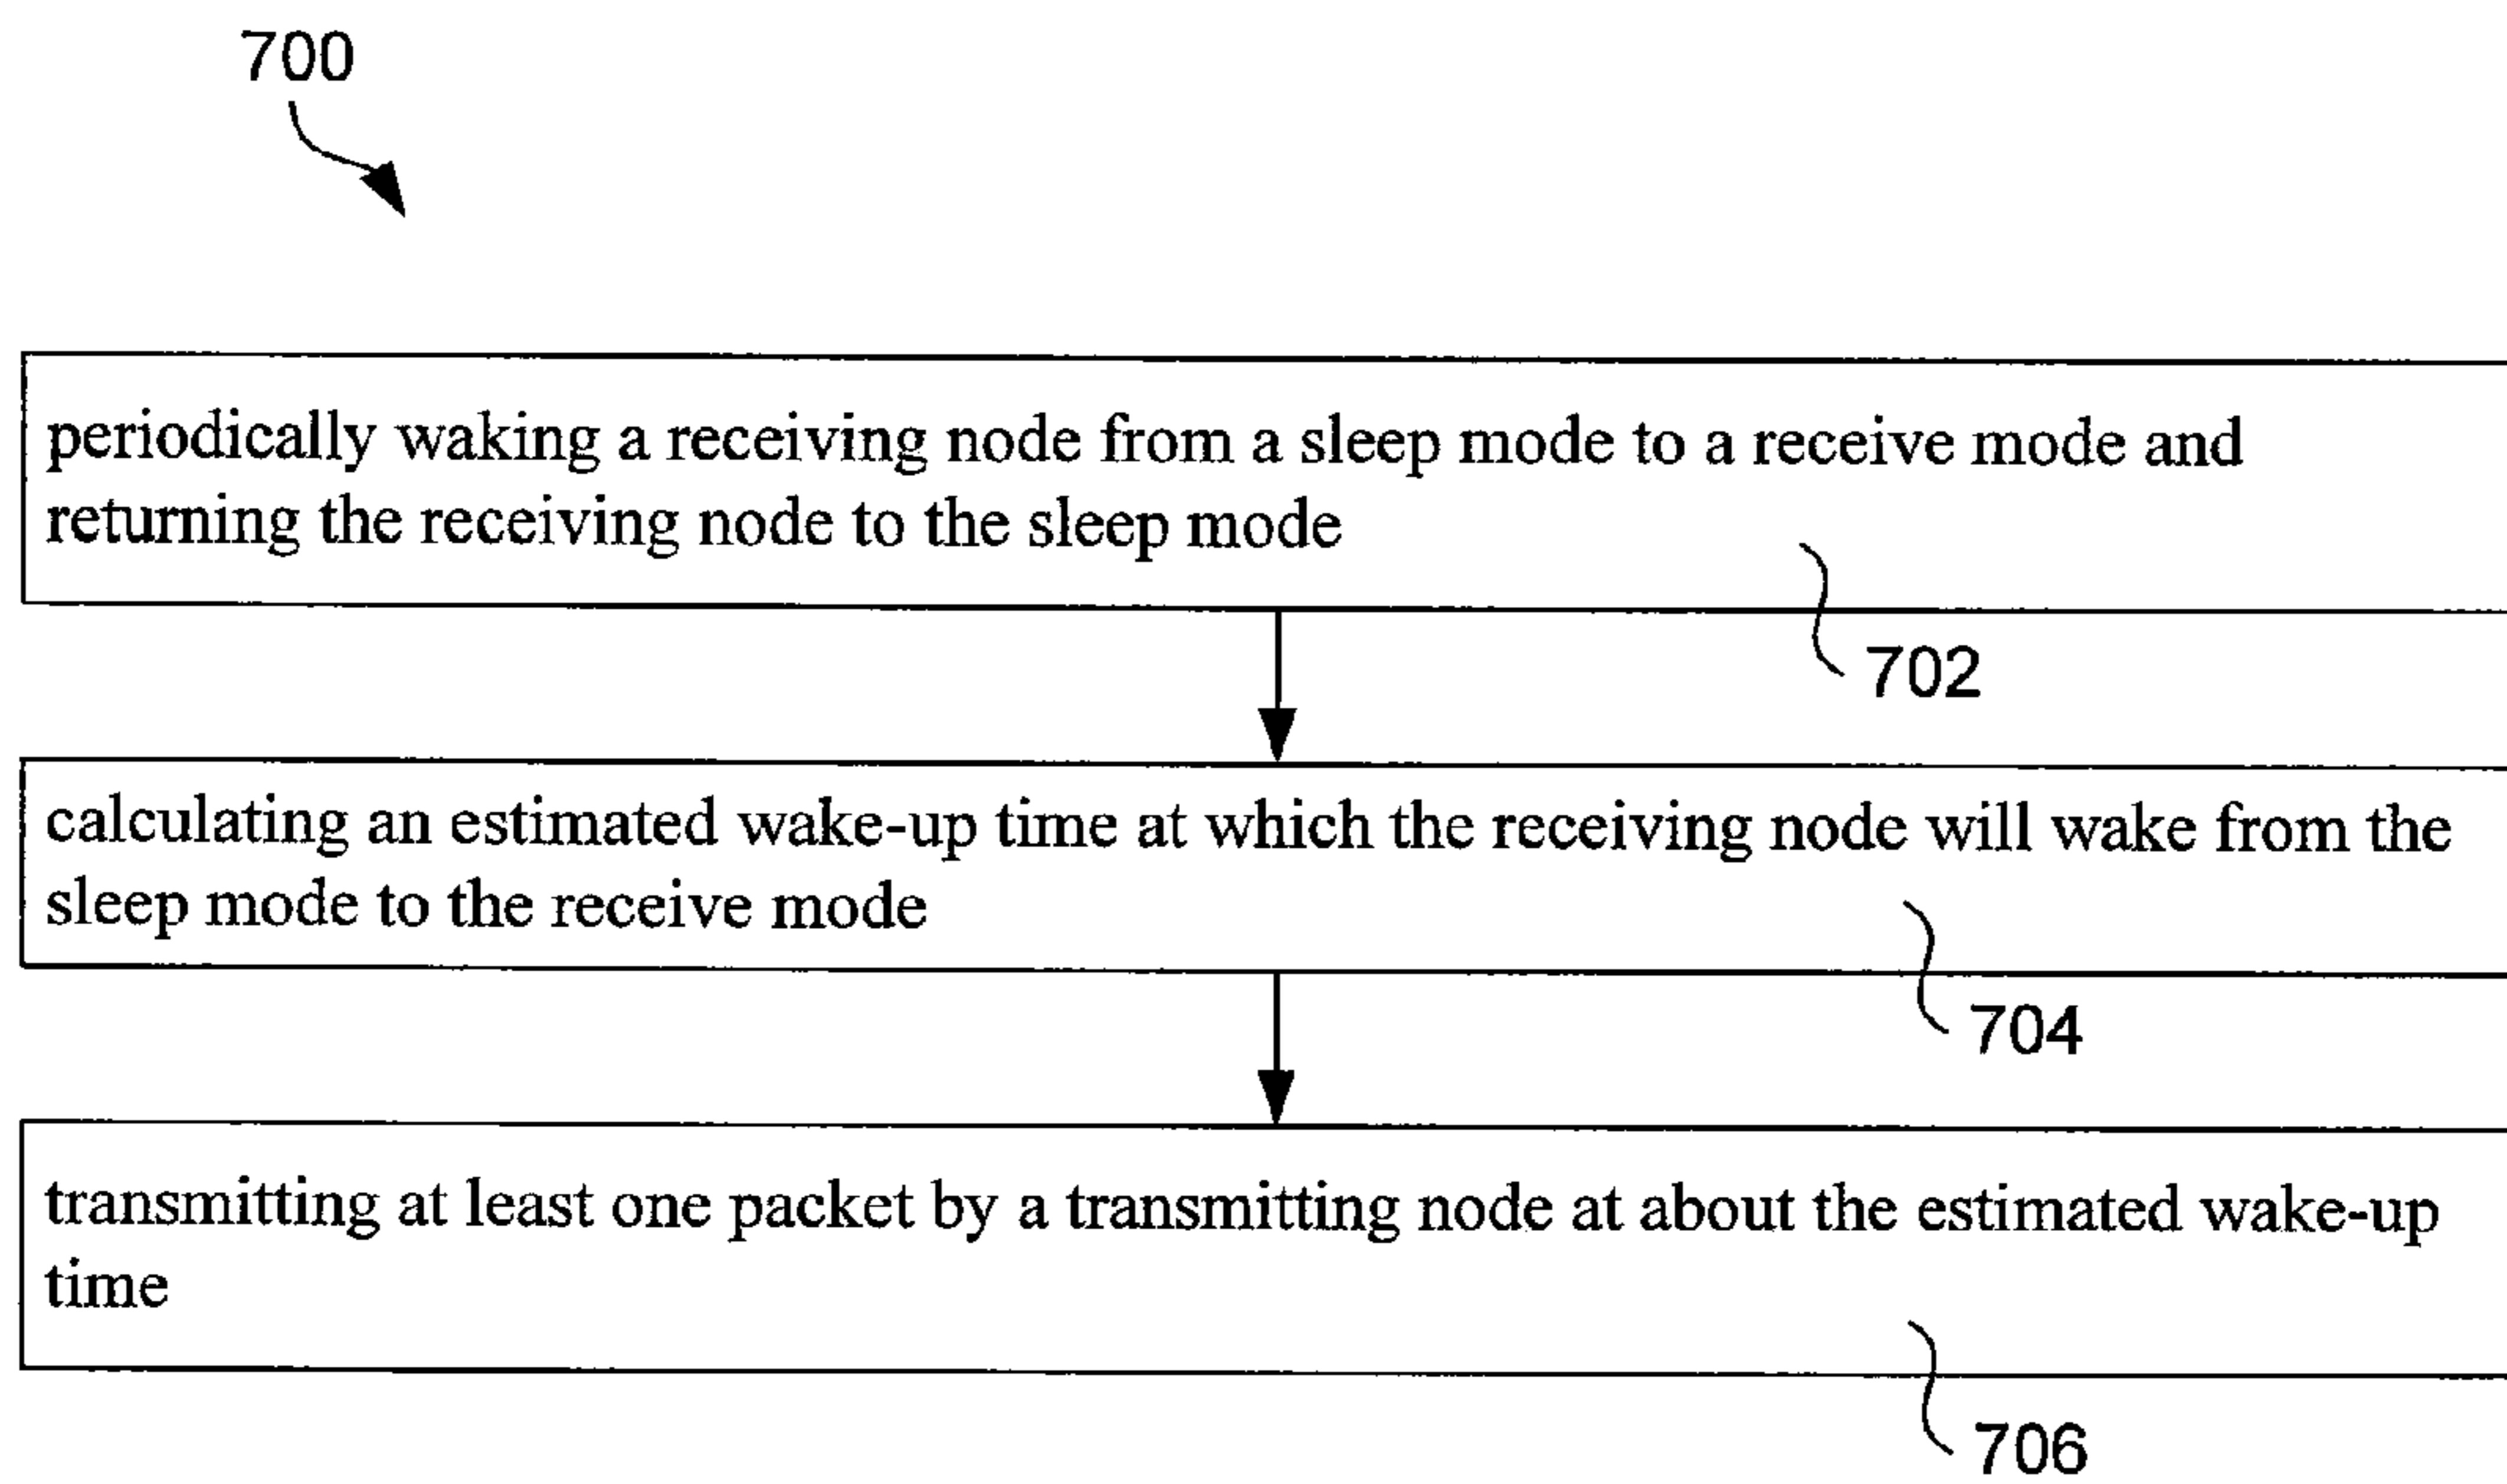 700
periodically waking a receiving node from a sleep mode to a receive mode and
returning the receiving node to the sleep mode
702
calculating an estimated wake-up time at which the receiving node will wake from the
sleep mode to the receive mode
704
transmitting at least one packet by a transmitting node at about the estimated wake-up
time
706